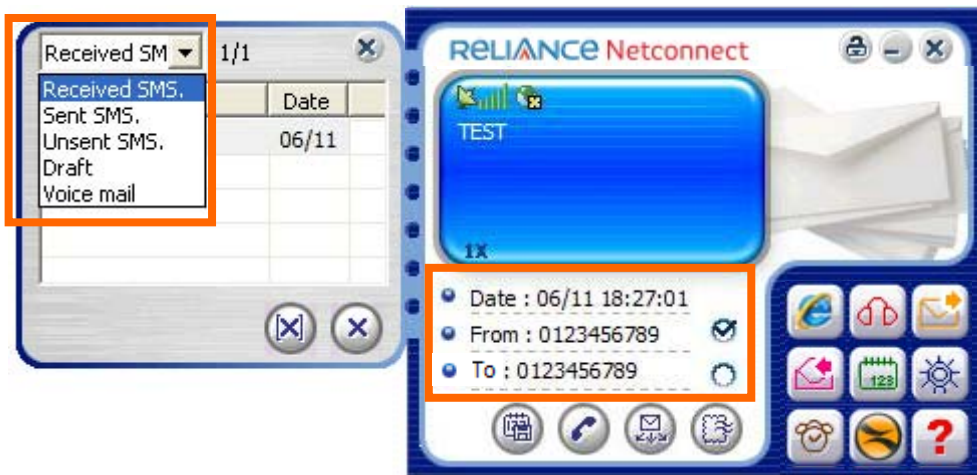 Received SM 1/1
Received SMS.
Sent SMS.
Unsent SMS.
Draft
Voice mail
Date
06/11
RELIANCE Netconnect
TEST
1X
Date : 06/11 18:27:01
From : 0123456789
To : 0123456789
123
?